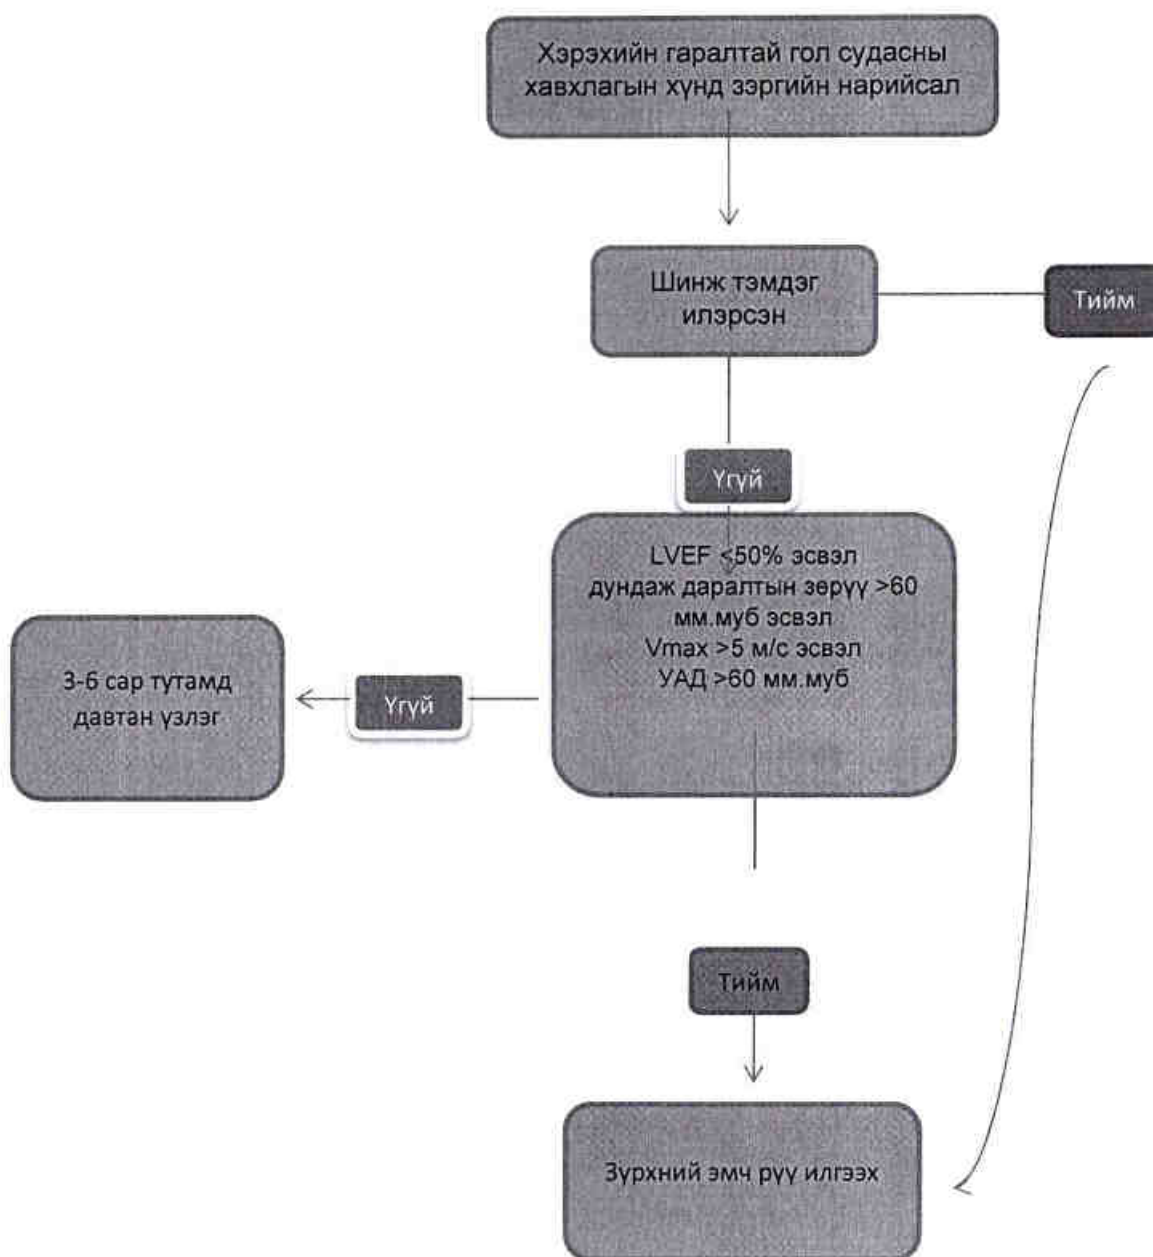 Хэрэхийн гаралтай гол судасны
хавхлагын хүнд зэргийн нарийсал
Шинж тэмдэг
илэрсэн
Тийм
Үгүй
LVEF <50% эсвэл
дундаж даралтын зөрүү >60
мм.муб эсвэл
Vmax >5 м/с эсвэл
УАД >60 мм.муб
Үгүй
3-6 сар тутамд
давтан үзлэг
Тийм
Зүрхний эмч рүү илгээх